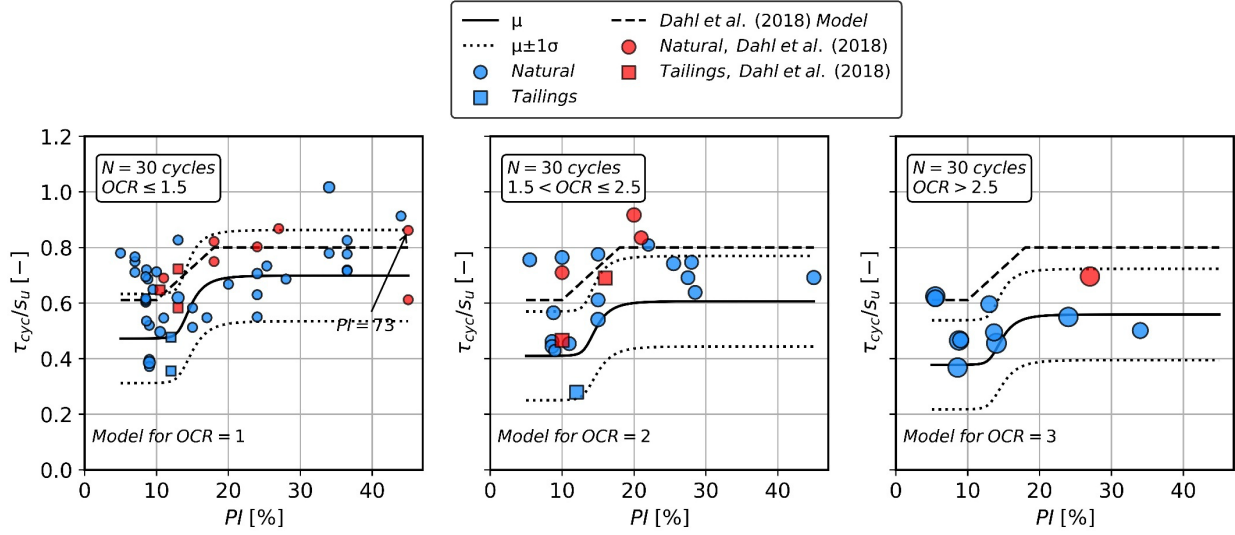 μ
μ±1σ
Natural
Tailings
Dahl et al. (2018) Model
Natural, Dahl et al. (2018)
Tailings, Dahl et al. (2018)
1.2
1.0
0.8
0.6
0.4
0.2
0.0
τcyc/su [−]
N = 30 cycles
OCR ≤ 1.5
PI = 73
Model for OCR = 1
0 10 20 30 40
PI [%]
τcyc/su [−]
N = 30 cycles
1.5 < OCR ≤ 2.5
Model for OCR = 2
0 10 20 30 40
PI [%]
τcyc/su [−]
N = 30 cycles
OCR > 2.5
Model for OCR = 3
0 10 20 30 40
PI [%]